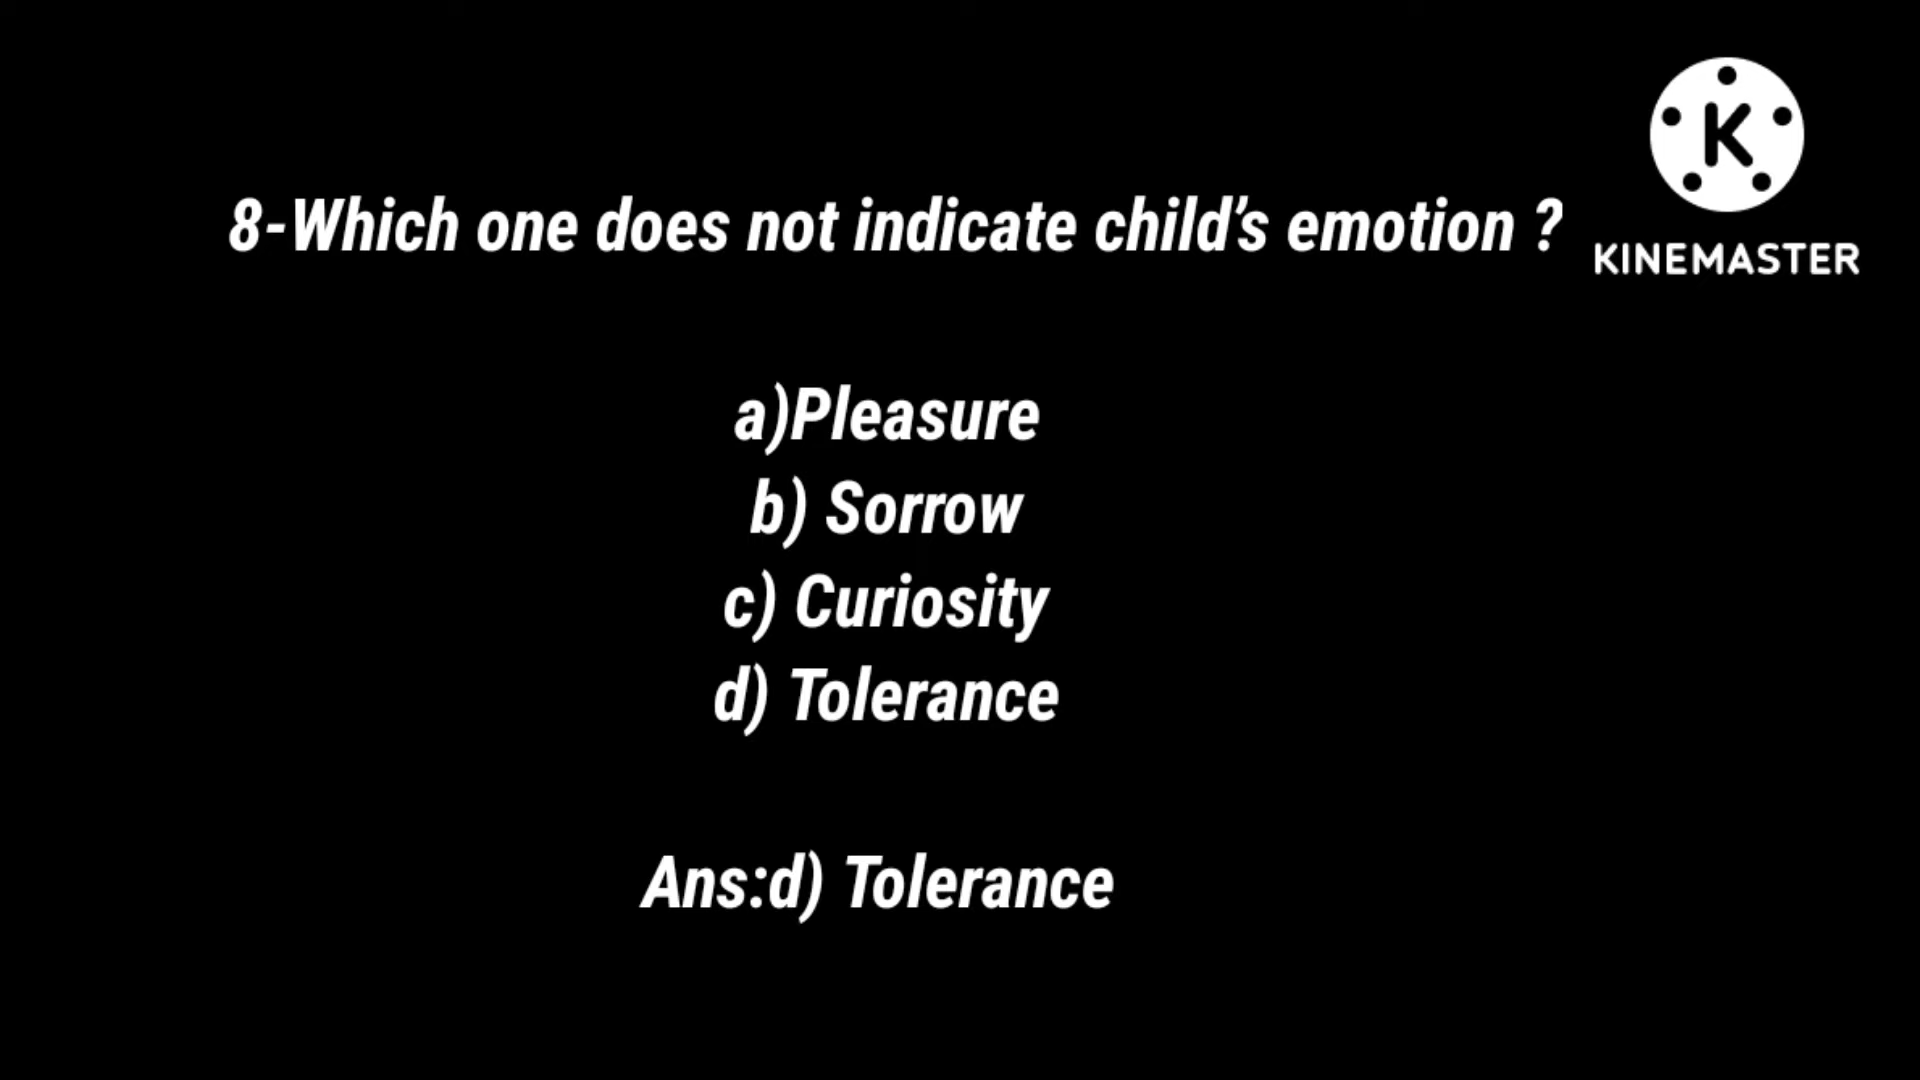 8-Which one does not indicate child’s emotion ?
K
KINEMASTER
a)Pleasure
b) Sorrow
c) Curiosity
d) Tolerance
Ans:d) Tolerance